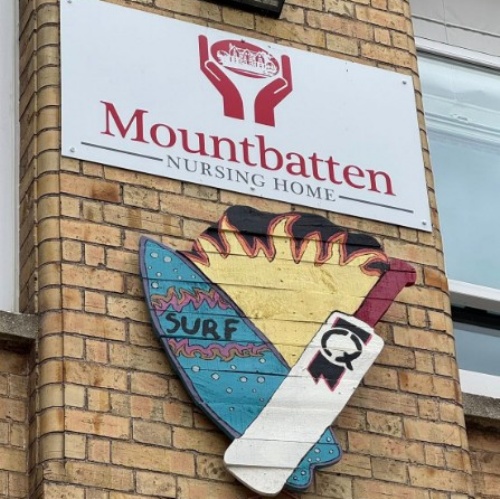 Mountbatten
NURSING HOME
SURF
Q